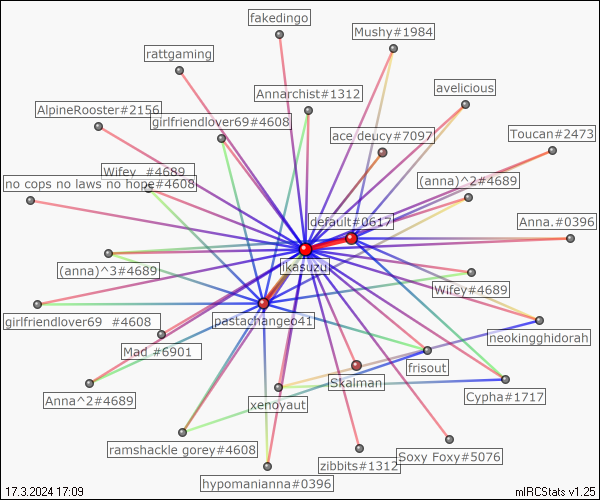 fakedingo
Mushy#1984
rattgaming
Annarchist#1312
avelicious
AlpineRooster#2156
girlfriendlover69#4608
ace deucy#7097
Toucan#2473
Wifey_#4689
no cops no laws no hope#4608
(anna)^2#4689
default#0617
Anna.#0396
(anna)^3#4689
Ikasuzu
Wifey#4689
girlfriendlover69_#4608
pastachangeo41
Mad_#6901
neokingghidorah
frisout
Skalman
Anna^2#4689
xenoyaut
Cypha#1717
ramshackle gorey#4608
Soxy Foxy#5076
zibbits#1312
hypomanianna#0396
17.3.2024 17:09
mIRCStats v1.25